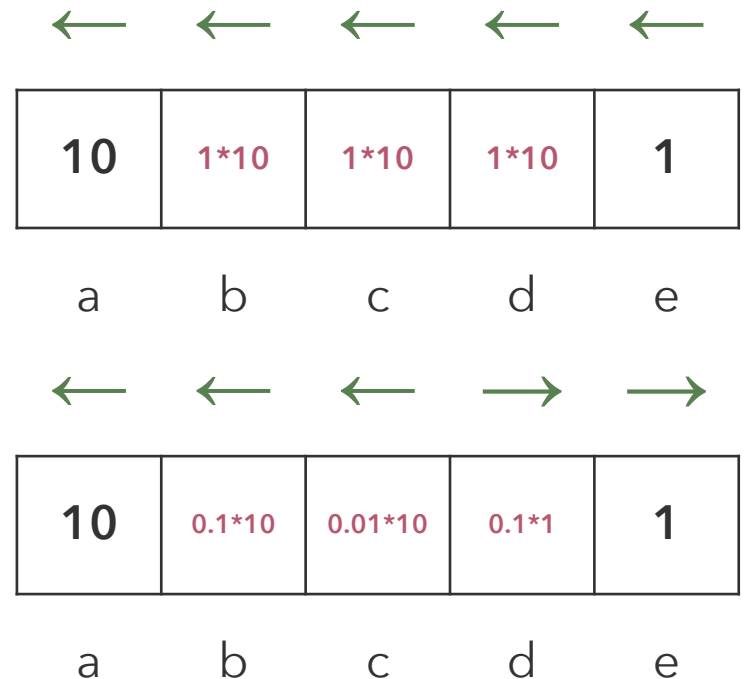 ← ← ← ← ←
10 1*10 1*10 1*10 1
a b c d e
← ← ← → →
10 0.1*10 0.01*10 0.1*1 1
a b c d e